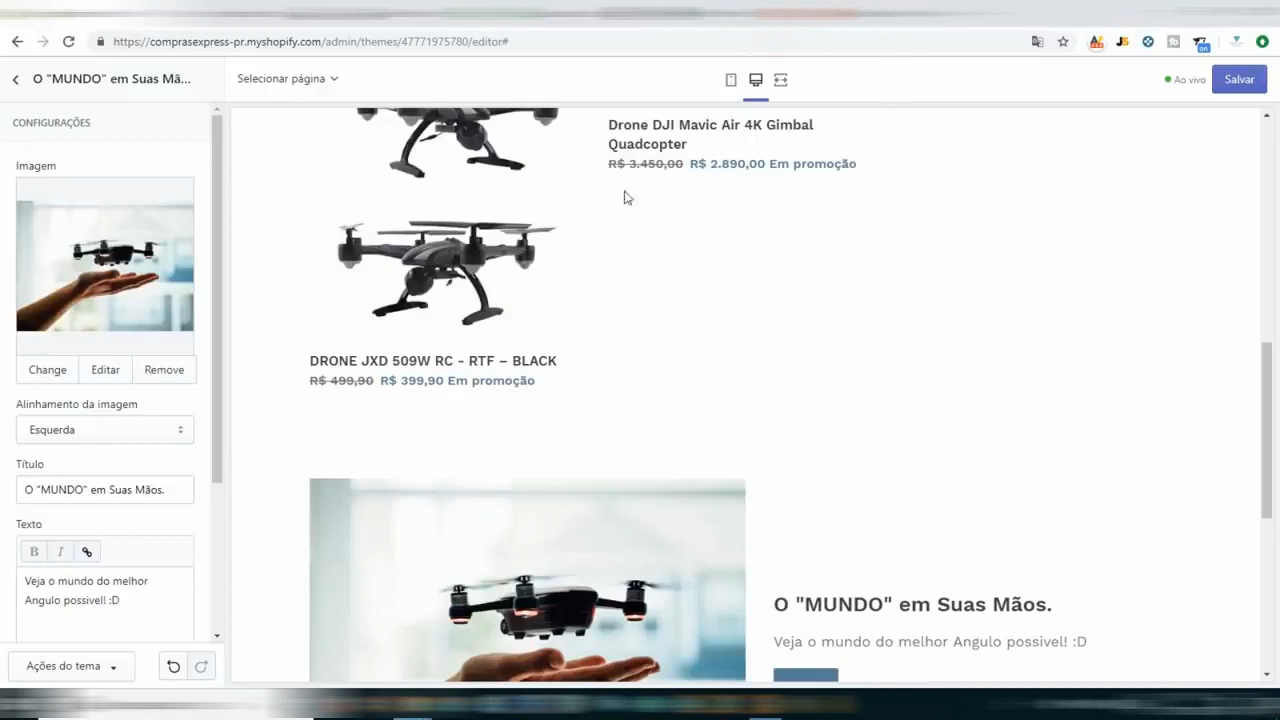 https://comprasexpress-pr.myshopify.com/admin/themes/47771975780/editor#
O "MUNDO" em Suas Mã...
Selecionar página
Ao vivo
Salvar
CONFIGURAÇÕES
Imagem
Change
Editar
Remove
Alinhamento da imagem
Esquerda
Título
O "MUNDO" em Suas Mãos.
Texto
B I
Veja o mundo do melhor
Angulo possivel! :D
Ações do tema
Drone DJI Mavic Air 4K Gimbal
Quadcopter
R$ 3.450,00 R$ 2.890,00 Em promoção
DRONE JXD 509W RC - RTF – BLACK
R$ 499,90 R$ 399,90 Em promoção
O "MUNDO" em Suas Mãos.
Veja o mundo do melhor Angulo possivel! :D